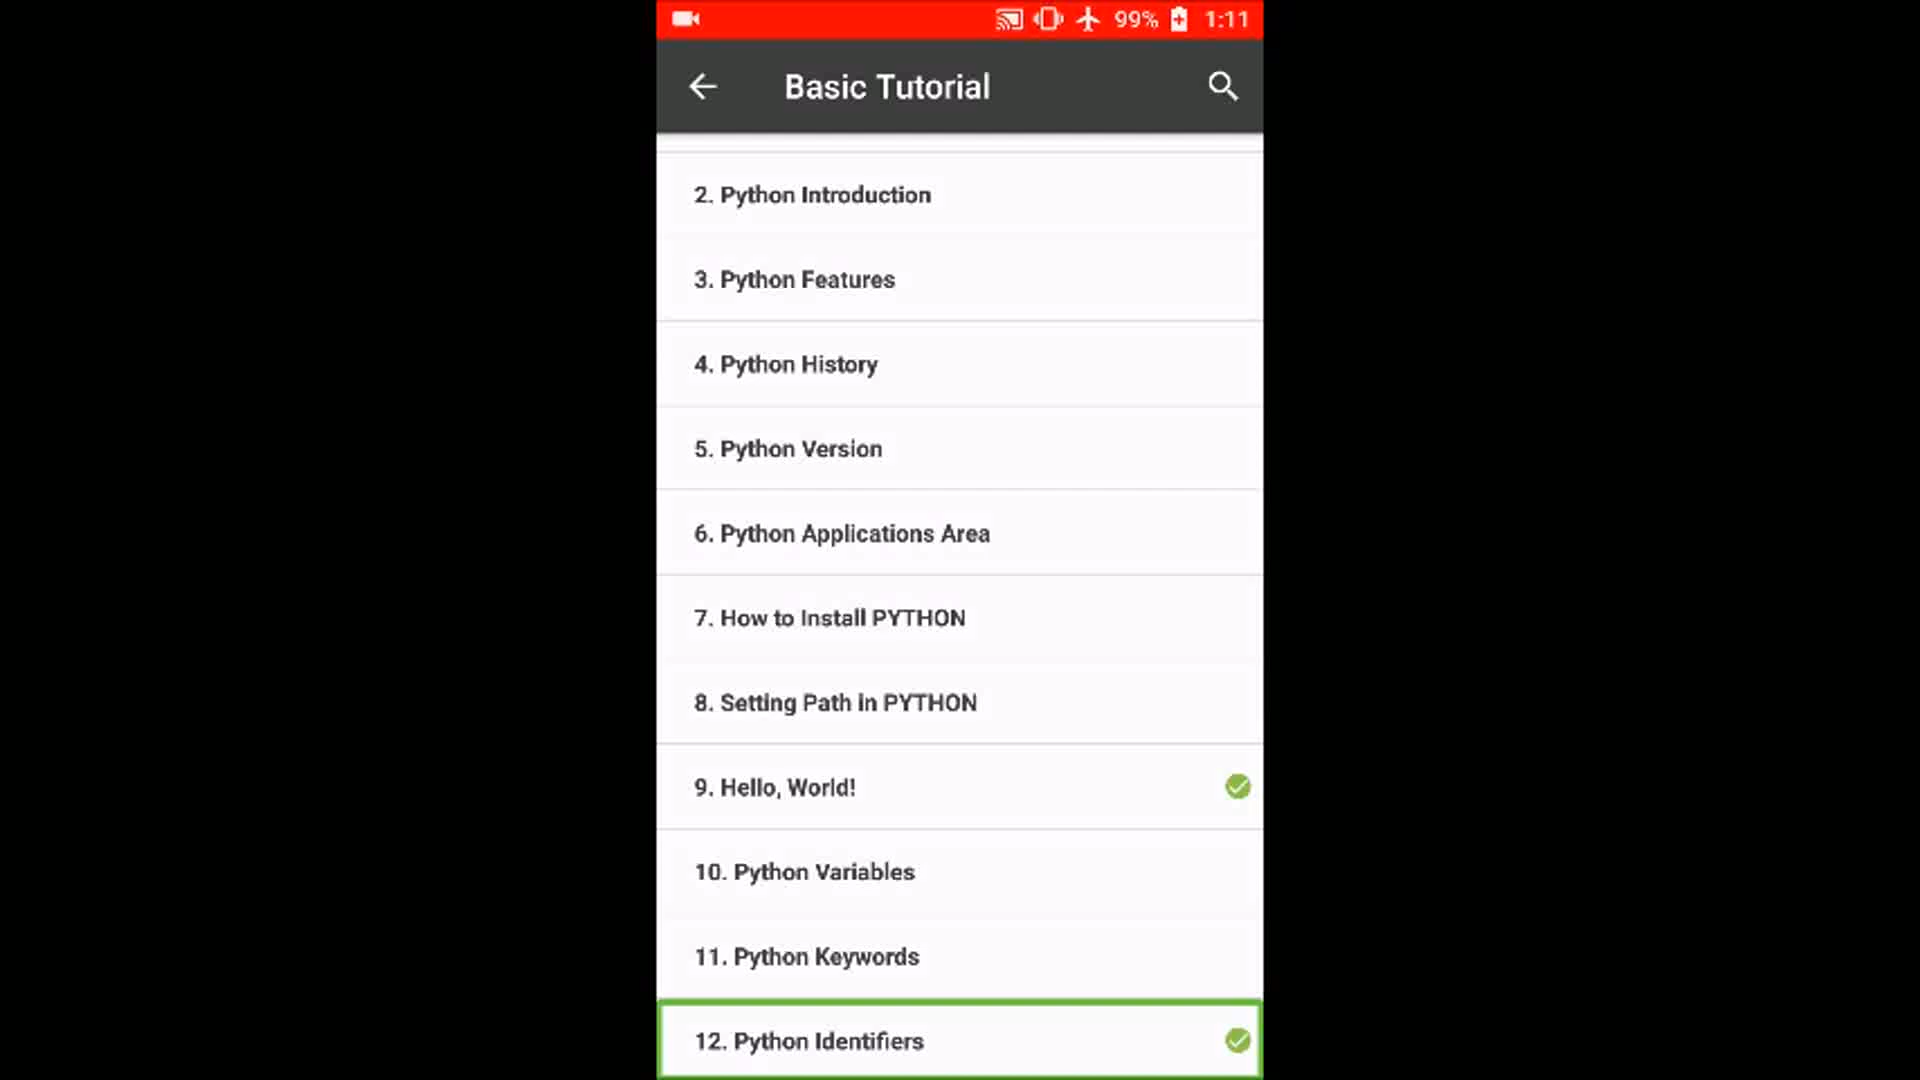 99% 1:11
Basic Tutorial
2. Python Introduction
3. Python Features
4. Python History
5. Python Version
6. Python Applications Area
7. How to Install PYTHON
8. Setting Path in PYTHON
9. Hello, World!
10. Python Variables
11. Python Keywords
12. Python Identifiers